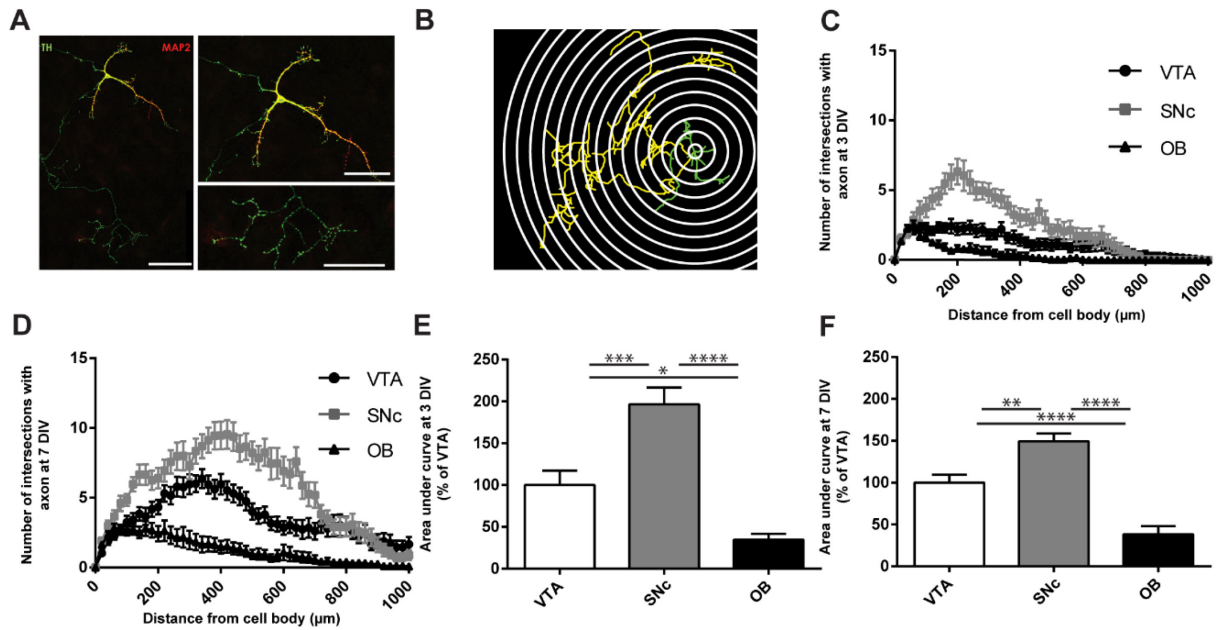 A
TH
MAP2
B
C
Number of intersections with
axon at 3 DIV
15
10
5
0
0
200
400
600
800
1000
Distance from cell body (µm)
VTA
SNc
OB
D
Number of intersections with
axon at 7 DIV
15
10
5
0
0
200
400
600
800
1000
Distance from cell body (µm)
VTA
SNc
OB
E
Area under curve at 3 DIV
(% of VTA)
250
200
150
100
50
0
*** ****
*
VTA
SNc
OB
F
Area under curve at 7 DIV
(% of VTA)
250
200
150
100
50
0
** ****
****
VTA
SNc
OB